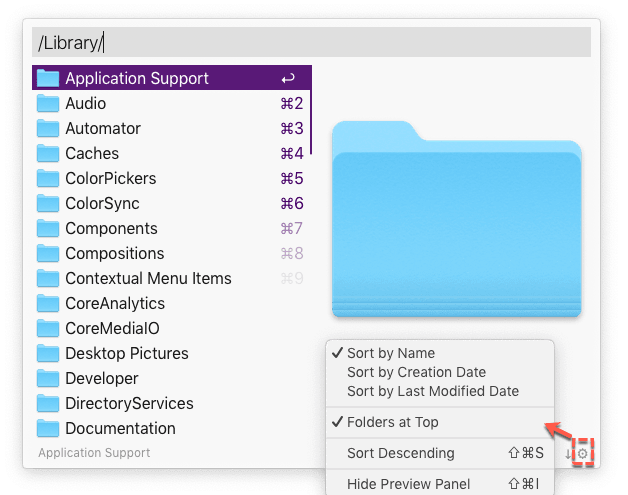 /Library/
Application Support ↩
Audio ⌘2
Automator ⌘3
Caches ⌘4
ColorPickers ⌘5
ColorSync ⌘6
Components ⌘7
Compositions ⌘8
Contextual Menu Items ⌘9
CoreAnalytics
CoreMediaIO
Desktop Pictures
Developer
DirectoryServices
Documentation
Application Support
✓ Sort by Name
Sort by Creation Date
Sort by Last Modified Date
✓ Folders at Top
Sort Descending ⇧⌘S
Hide Preview Panel ⇧⌘I